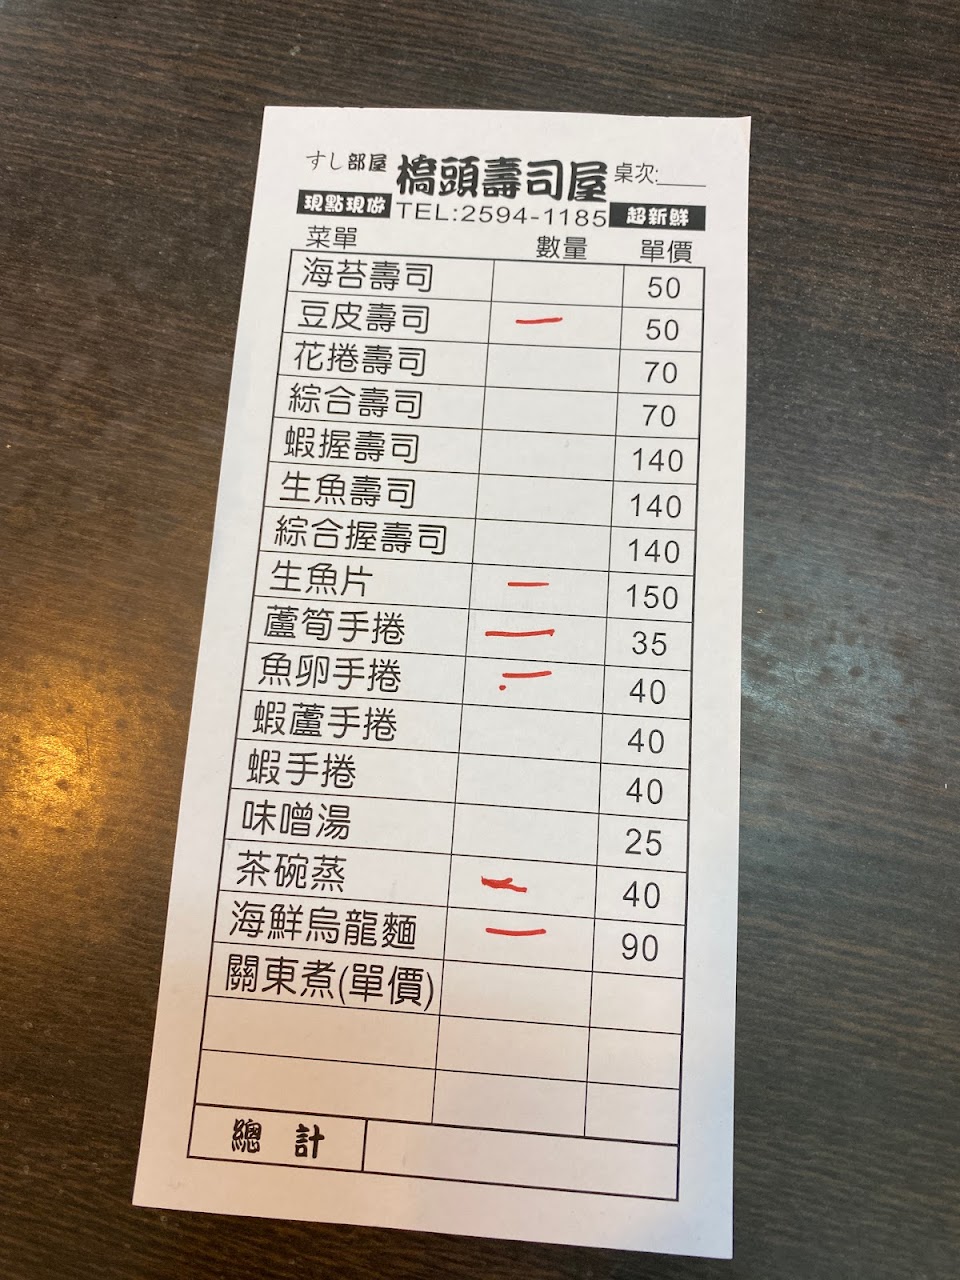 すし部屋 橋頭壽司屋 桌次:____
現點現做 TEL:2594-1185 超新鮮
菜單 數量 單價
海苔壽司 50
豆皮壽司 一 50
花捲壽司 70
綜合壽司 70
蝦握壽司 140
生魚壽司 140
綜合握壽司 140
生魚片 一 150
蘆筍手捲 一 35
魚卵手捲 一 40
蝦蘆手捲 40
蝦手捲 40
味噌湯 25
茶碗蒸 一 40
海鮮烏龍麵 一 90
關東煮(單價)
總計